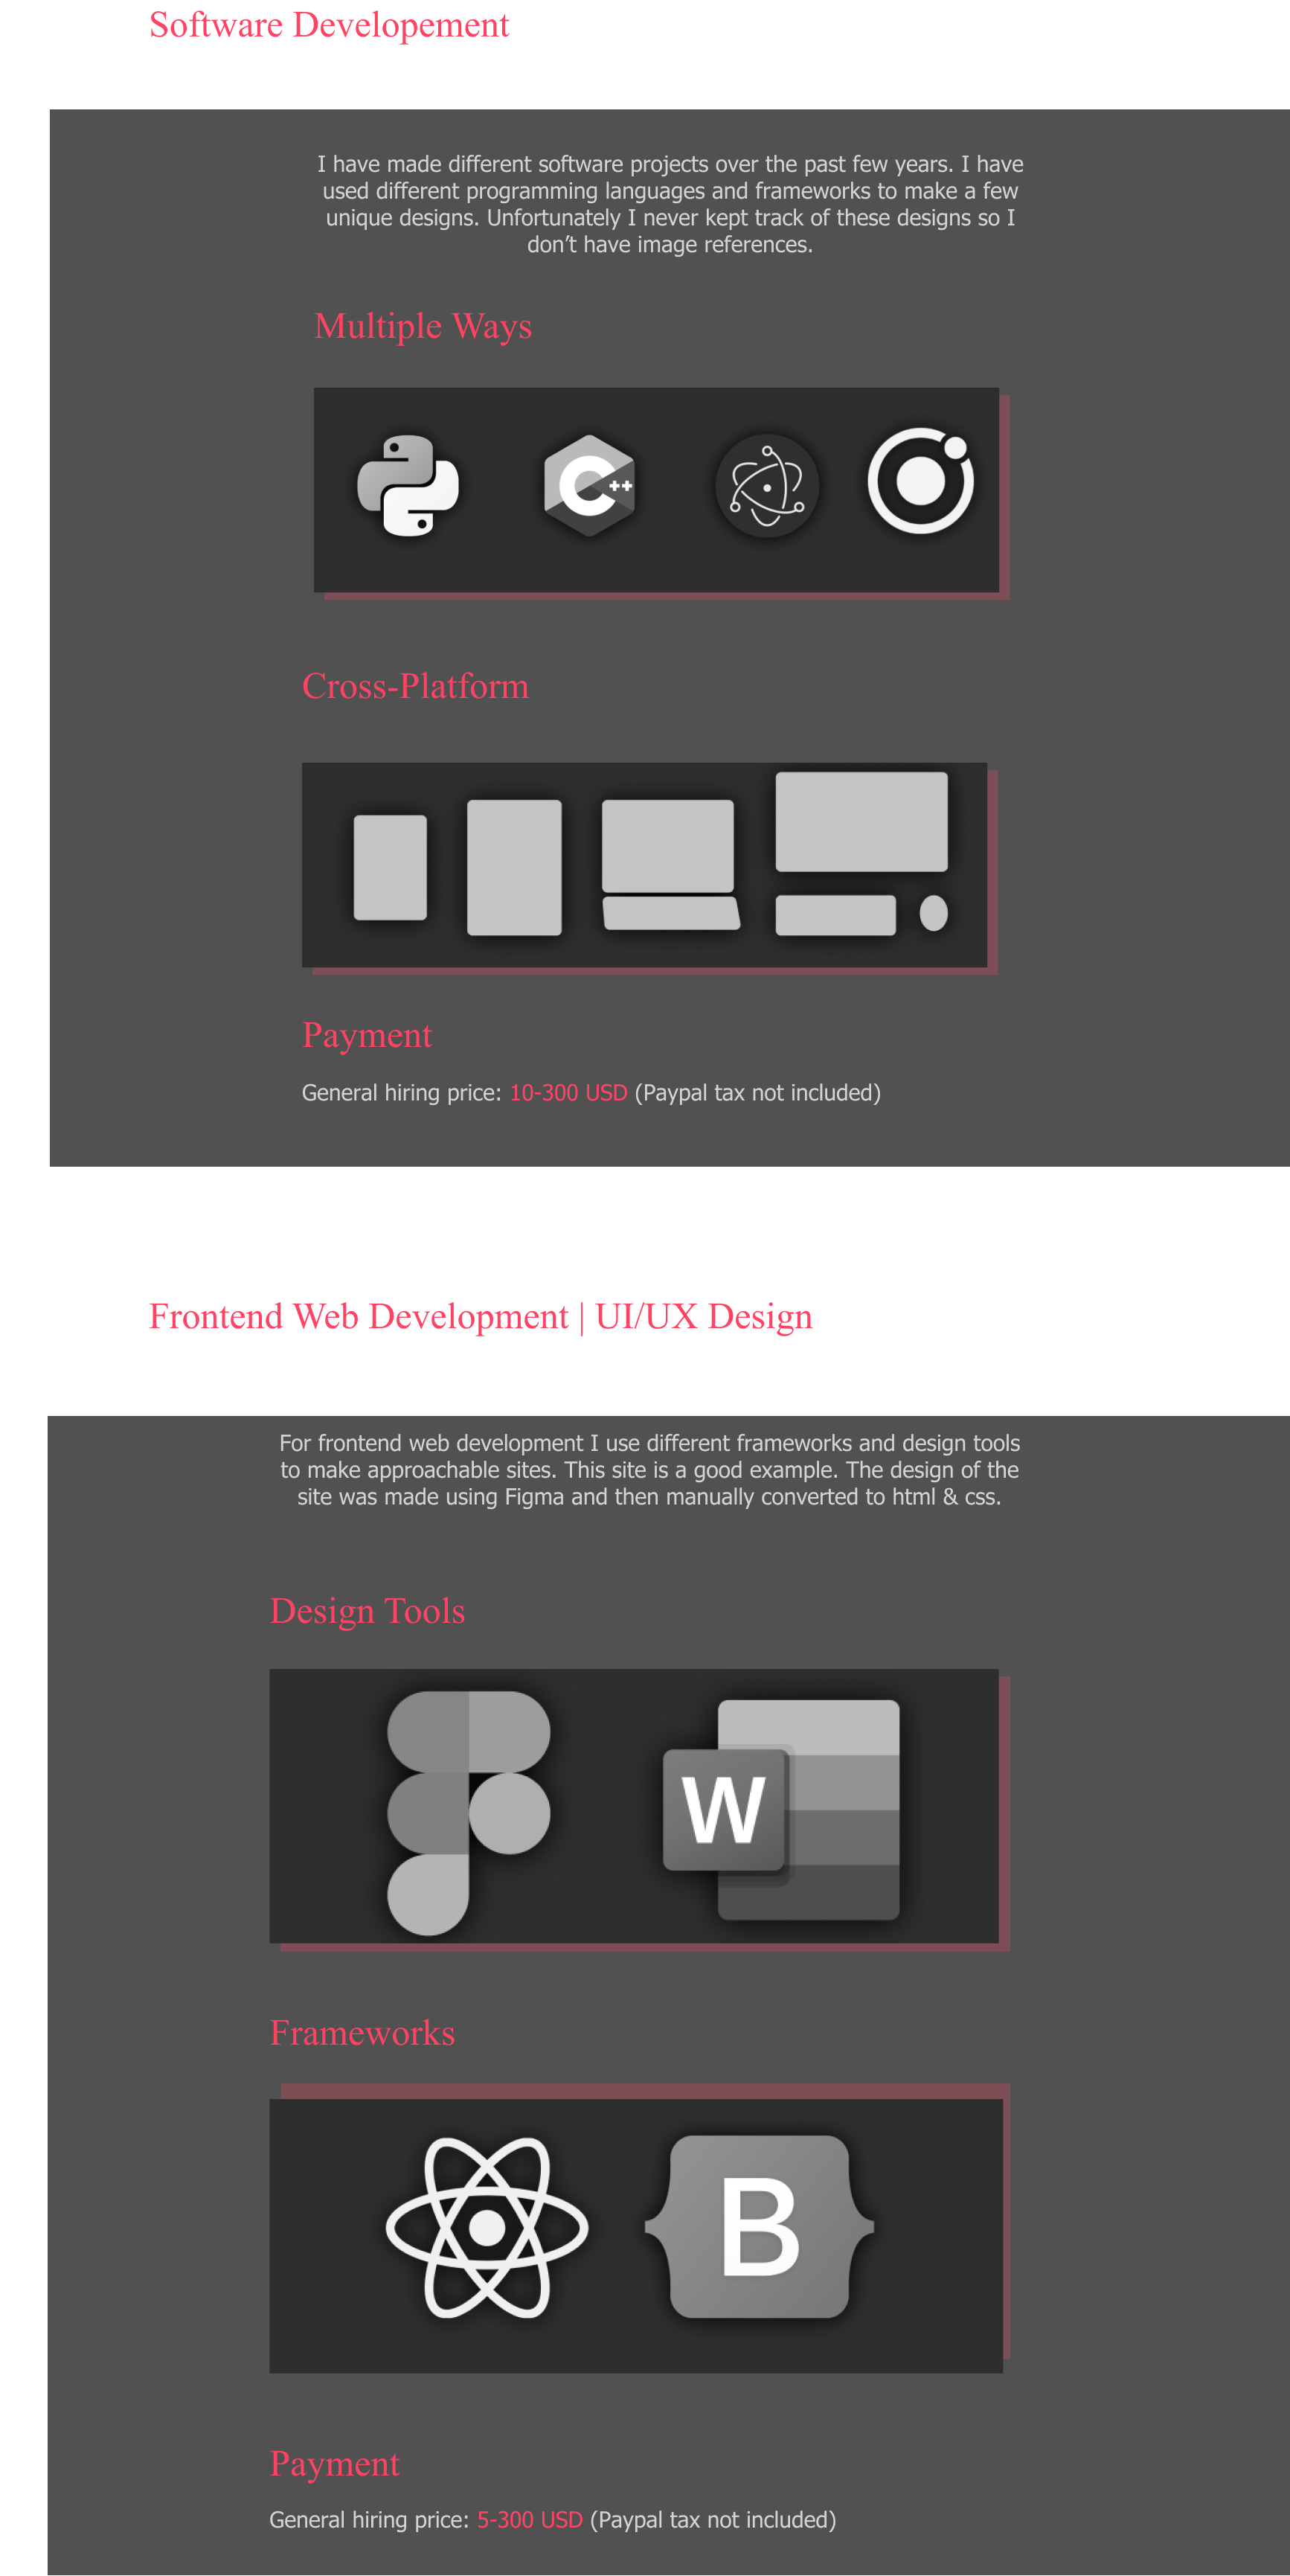 Software Developement
I have made different software projects over the past few years. I have
used different programming languages and frameworks to make a few
unique designs. Unfortunately I never kept track of these designs so I
don’t have image references.
Multiple Ways
C++
Cross-Platform
Payment
General hiring price: 10-300 USD (Paypal tax not included)
Frontend Web Development | UI/UX Design
For frontend web development I use different frameworks and design tools
to make approachable sites. This site is a good example. The design of the
site was made using Figma and then manually converted to html & css.
Design Tools
W
Frameworks
B
Payment
General hiring price: 5-300 USD (Paypal tax not included)